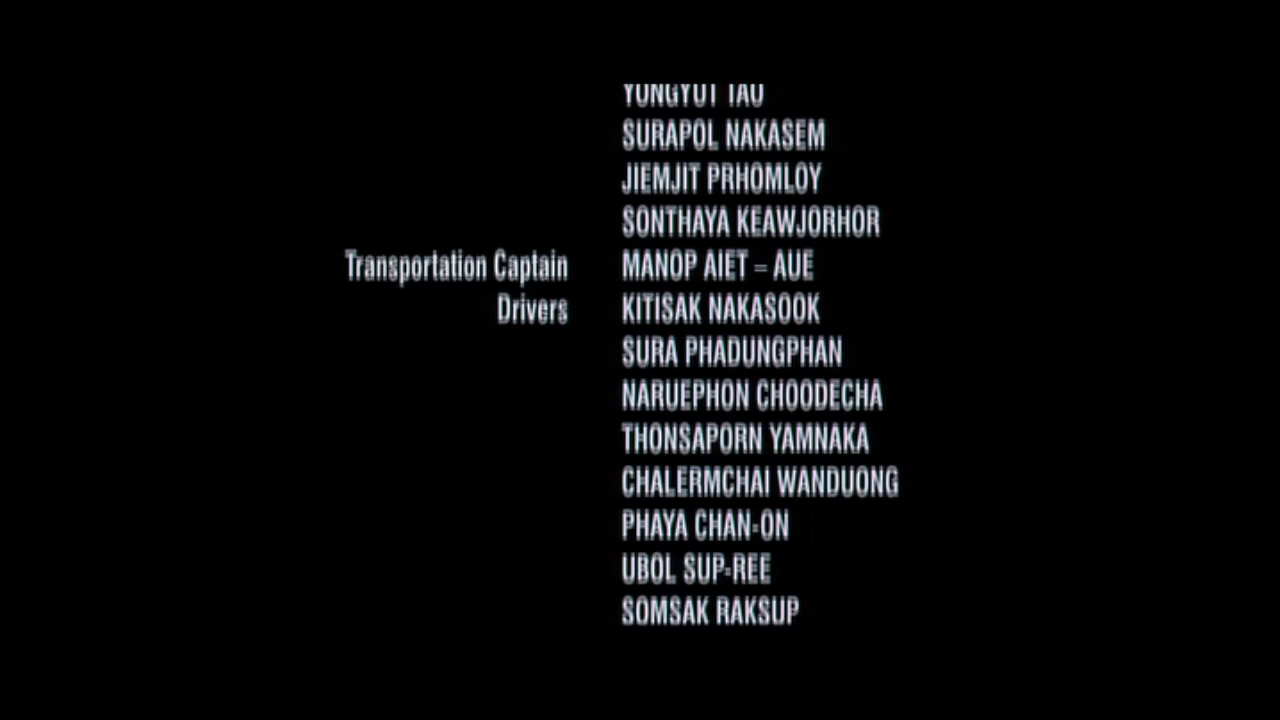 YONGYUT TAO
SURAPOL NAKASEM
JIEMJIT PRHOMLOY
SONTHAYA KEAWJORHOR
Transportation Captain MANOP AIET – AUE
Drivers KITISAK NAKASOOK
SURA PHADUNGPHAN
NARUEPHON CHOODECHA
THONSAPORN YAMNAKA
CHALERMCHAI WANDUONG
PHAYA CHAN-ON
UBOL SUP-REE
SOMSAK RAKSUP